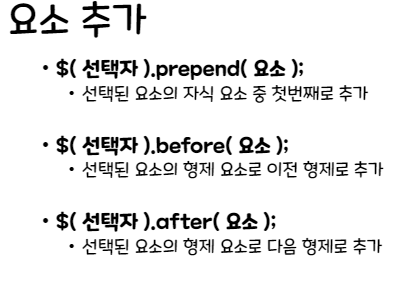 요소 추가
• $( 선택자 ).prepend( 요소 );
• 선택된 요소의 자식 요소 중 첫번째로 추가
• $( 선택자 ).before( 요소 );
• 선택된 요소의 형제 요소로 이전 형제로 추가
• $( 선택자 ).after( 요소 );
• 선택된 요소의 형제 요소로 다음 형제로 추가